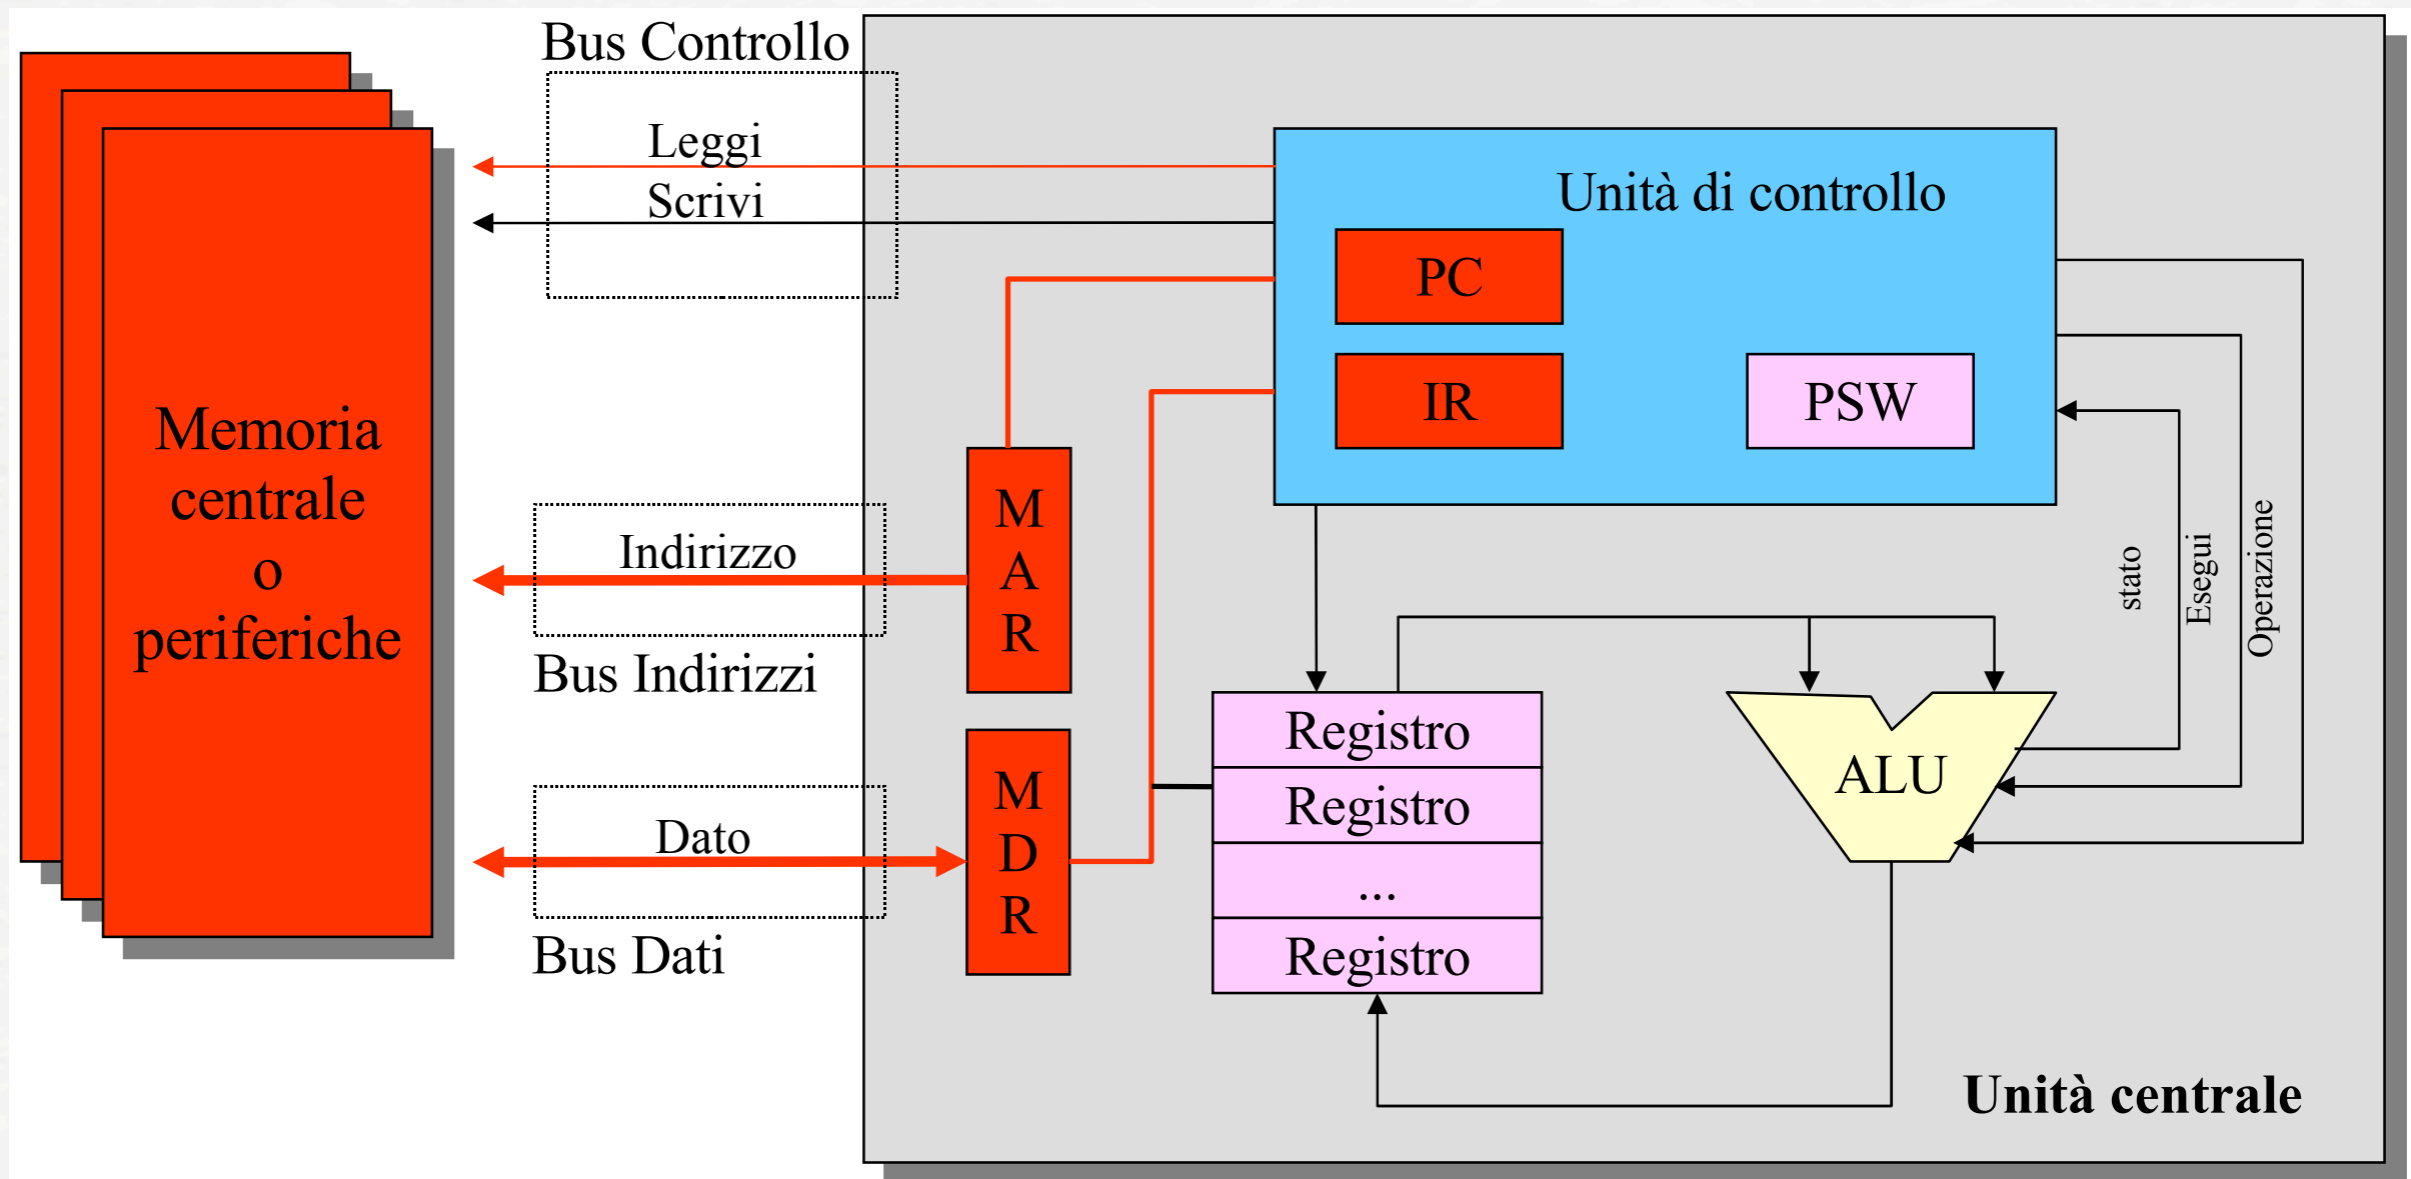 Bus Controllo
Leggi
Scrivi
Unità di controllo
PC
IR
PSW
Memoria
centrale
o
periferiche
Indirizzo
Bus Indirizzi
M
A
R
stato
Esegui
Operazione
Dato
Bus Dati
M
D
R
Registro
Registro
...
Registro
ALU
Unità centrale